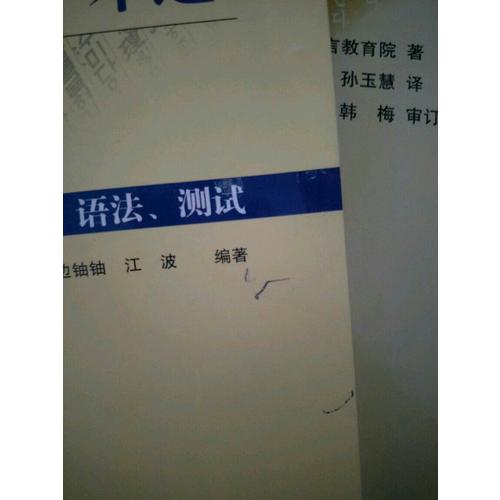 言教育院 著
孙玉慧 译
韩 梅 审订
语法、测试
边铀铀 江 波 编著